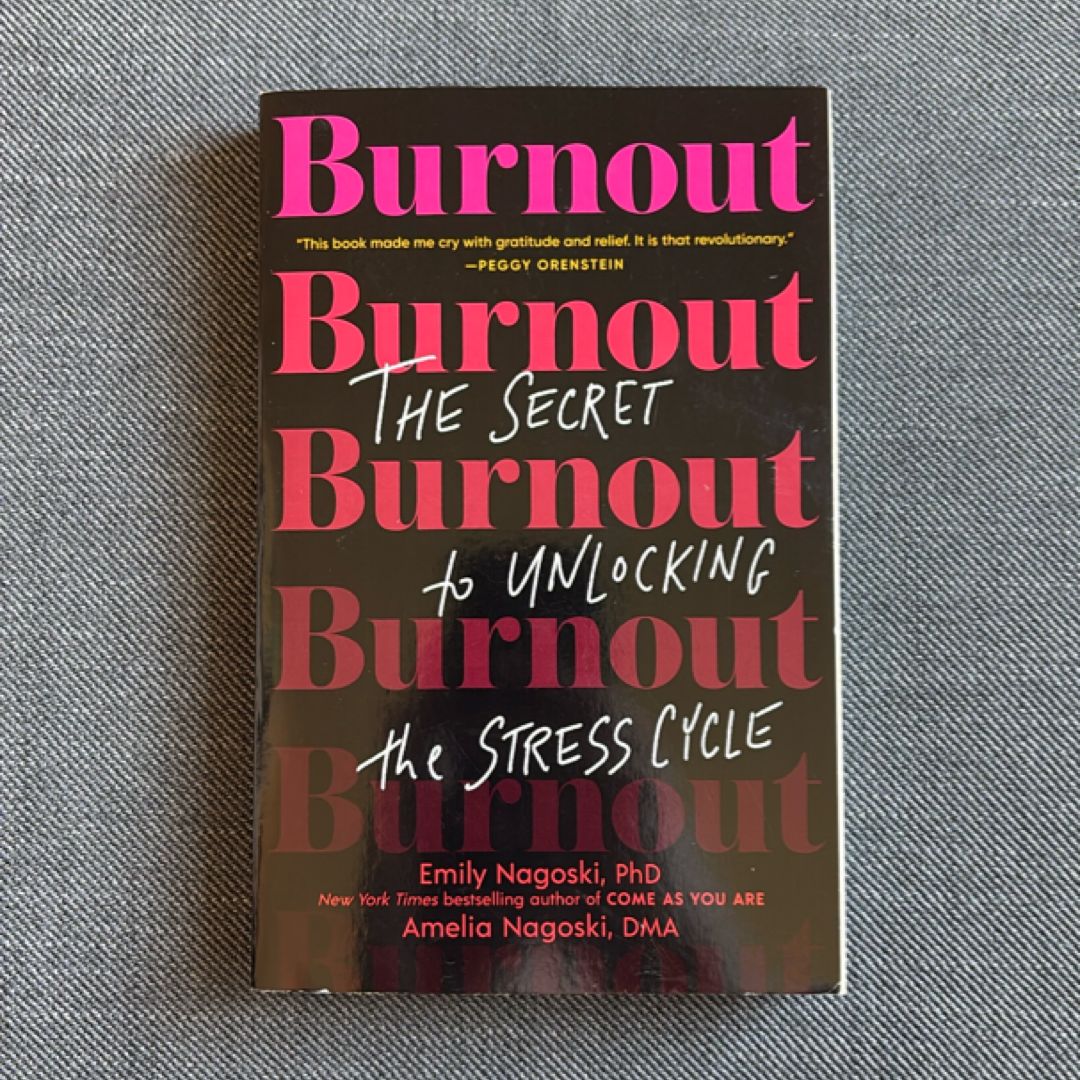 Burnout
"This book made me cry with gratitude and relief. It is that revolutionary."
—PEGGY ORENSTEIN
Burnout
THE SECRET
Burnout
to UNLOCKING
Burnout
the STRESS CYCLE
Burnout
Emily Nagoski, PhD
New York Times bestselling author of COME AS YOU ARE
Amelia Nagoski, DMA
Burnout